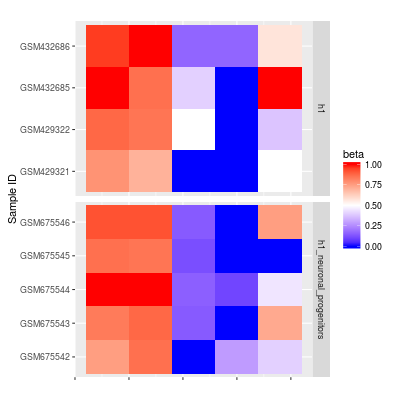 GSM432686
GSM432685
GSM429322
GSM429321
h1
GSM675546
GSM675545
GSM675544
GSM675543
GSM675542
h1_neuronal_progenitors
Sample ID
beta
1.00
0.75
0.50
0.25
0.00